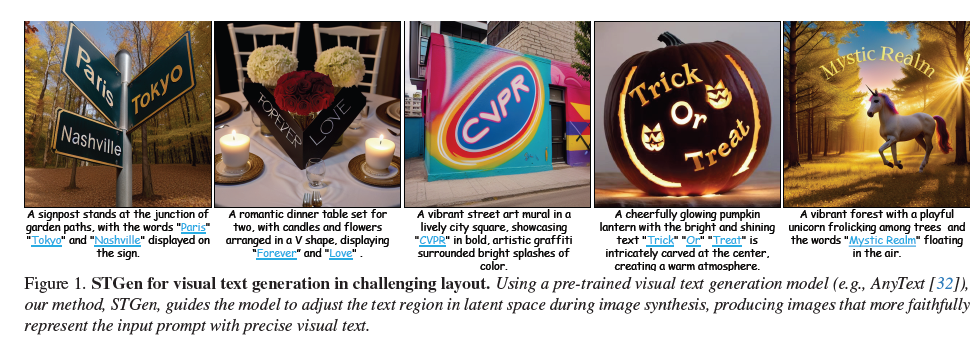 Paris
Tokyo
Nashville
FOREVER
LOVE
CVPR
Trick
Or
Treat
Mystic Realm
A signpost stands at the junction of
garden paths, with the words "Paris"
"Tokyo" and "Nashville" displayed on
the sign.
A romantic dinner table set for
two, with candles and flowers
arranged in a V shape, displaying
"Forever" and "Love" .
A vibrant street art mural in a
lively city square, showcasing
"CVPR" in bold, artistic graffiti
surrounded bright splashes of
color.
A cheerfully glowing pumpkin
lantern with the bright and shining
text "Trick" "Or" "Treat" is
intricately carved at the center,
creating a warm atmosphere.
A vibrant forest with a playful
unicorn frolicking among trees and
the words "Mystic Realm" floating
in the air.
Figure 1. STGen for visual text generation in challenging layout. Using a pre-trained visual text generation model (e.g., AnyText [32]),
our method, STGen, guides the model to adjust the text region in latent space during image synthesis, producing images that more faithfully
represent the input prompt with precise visual text.